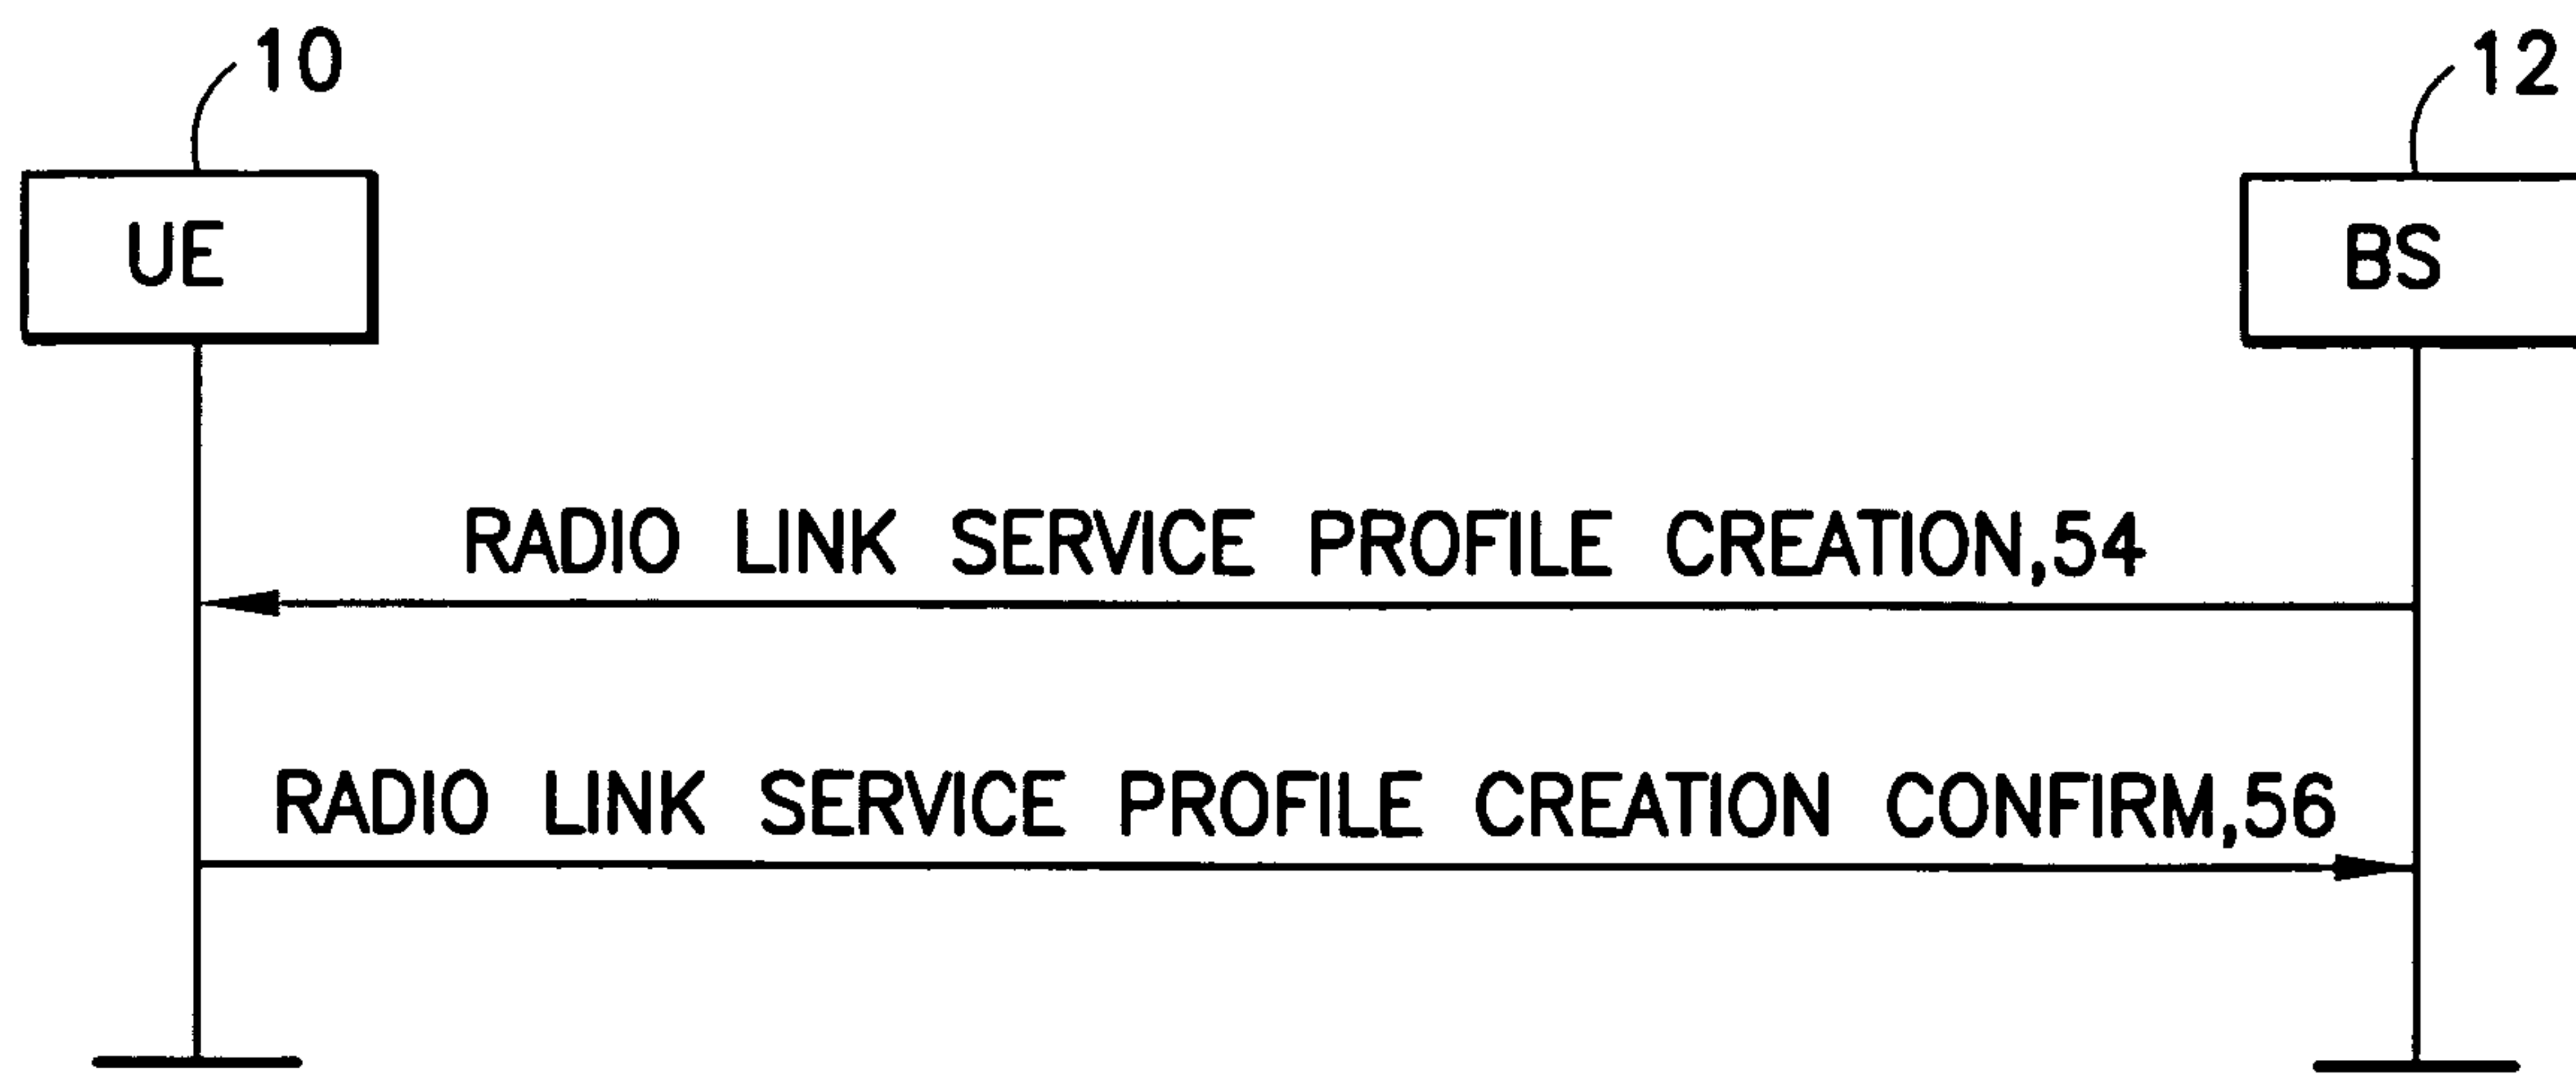 10
12
UE
BS
RADIO LINK SERVICE PROFILE CREATION,54
RADIO LINK SERVICE PROFILE CREATION CONFIRM,56